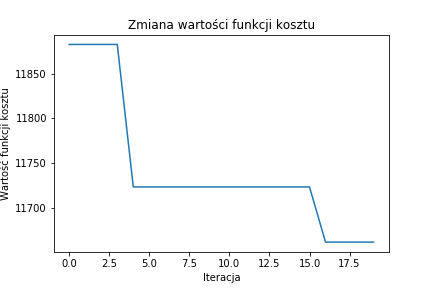 Zmiana wartości funkcji kosztu
Wartość funkcji kosztu
11850
11800
11750
11700
0.0 2.5 5.0 7.5 10.0 12.5 15.0 17.5
Iteracja